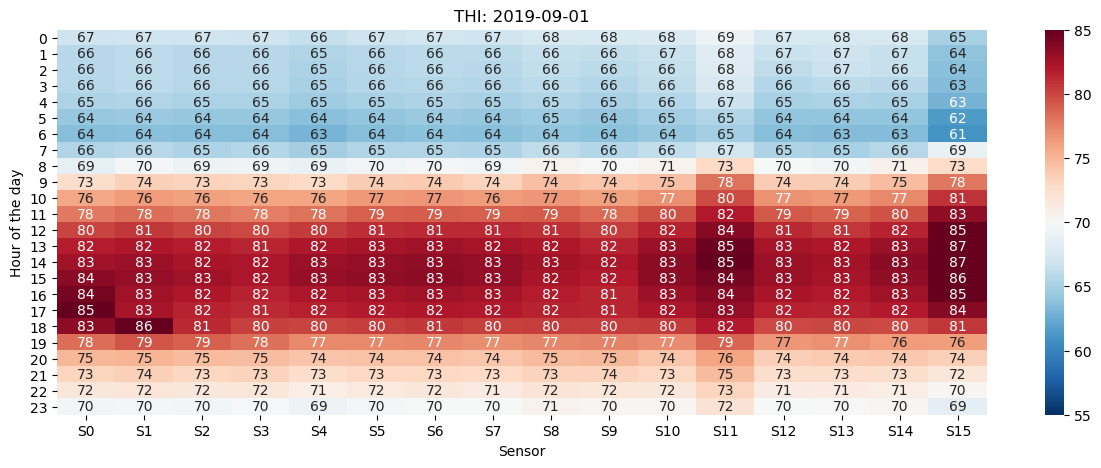 THI: 2019-09-01
0 67 67 67 67 66 67 67 67 68 68 68 69 67 68 68 65
1 66 66 66 66 65 66 66 66 66 66 67 68 67 67 67 64
2 66 66 66 66 65 66 66 66 66 66 66 68 66 67 66 64
3 66 66 66 66 65 66 66 66 66 66 66 68 66 66 66 63
4 65 65 65 65 64 65 65 65 65 65 66 67 65 65 65 63
5 64 64 64 64 64 64 64 64 65 64 65 65 64 64 64 62
6 64 64 64 64 63 64 64 64 64 64 64 65 64 63 63 61
7 66 66 65 66 65 66 66 65 66 66 66 67 65 65 66 69
8 69 70 69 69 69 70 70 69 71 70 71 73 70 70 71 73
9 73 74 73 73 73 74 74 74 74 74 75 78 74 74 75 78
10 76 76 76 76 76 77 77 76 77 76 77 80 77 77 77 81
11 78 78 78 78 78 79 79 79 79 78 80 82 79 79 80 83
12 80 81 80 80 80 81 81 81 81 80 82 84 81 81 82 85
13 82 82 82 81 82 82 83 82 82 82 83 85 83 82 83 87
14 83 83 82 82 83 83 83 83 83 82 83 85 83 83 83 87
15 84 83 83 82 83 83 83 83 82 82 83 84 83 83 83 86
16 84 83 82 82 82 83 83 83 82 81 83 84 82 82 83 85
17 85 83 82 81 82 82 83 82 82 81 82 83 82 82 82 84
18 83 86 81 80 80 80 81 80 80 80 80 82 80 80 80 81
19 78 79 79 78 77 77 77 77 77 77 77 79 77 77 76 76
20 75 75 75 75 74 74 74 74 75 75 74 76 74 74 74 74
21 73 74 73 73 73 73 73 73 73 74 73 75 73 73 73 72
22 72 72 72 72 71 72 72 72 72 72 72 73 71 71 71 70
23 70 70 70 70 69 70 70 70 71 70 70 72 70 70 70 69
S0 S1 S2 S3 S4 S5 S6 S7 S8 S9 S10 S11 S12 S13 S14 S15
Sensor
Hour of the day
85
80
75
70
65
60
55